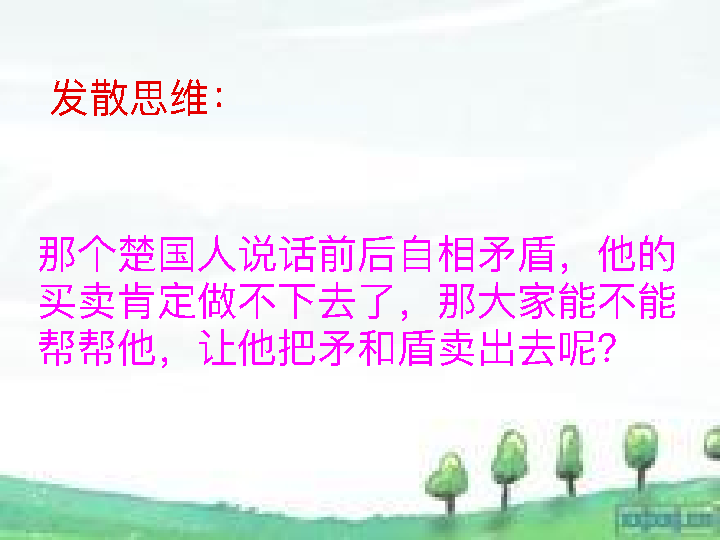 发散思维：
那个楚国人说话前后自相矛盾，他的
买卖肯定做不下去了，那大家能不能
帮帮他，让他把矛和盾卖出去呢？